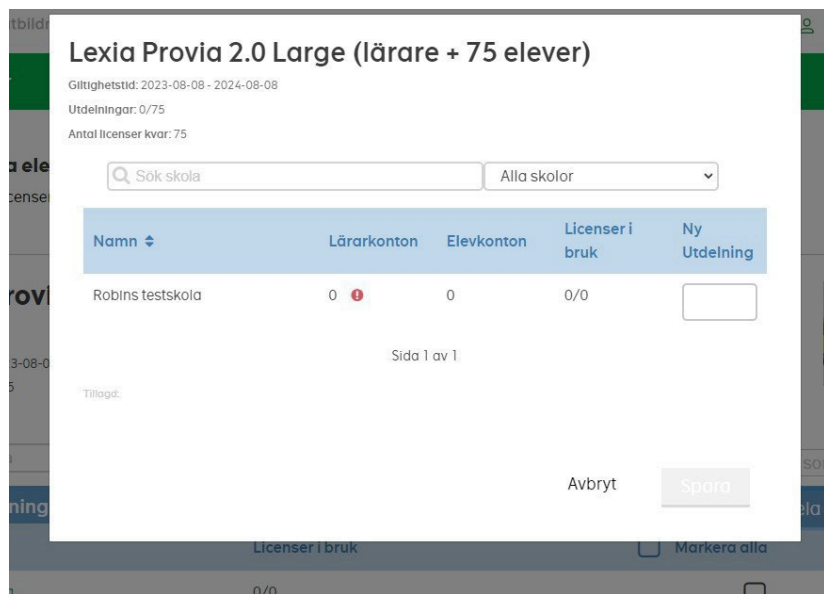 Lexia Provia 2.0 Large (lärare + 75 elever)
Giltighetstid: 2023-08-08 - 2024-08-08
Utdelningar: 0/75
Antal licenser kvar: 75
Sök skola
Alla skolor
Namn Lärarkonton Elevkonton Licenser i bruk Ny Utdelning
Robins testskola 0 0 0/0
Sida 1 av 1
Tillagd:
Avbryt Spara
Licenser i bruk Markera alla
0/0